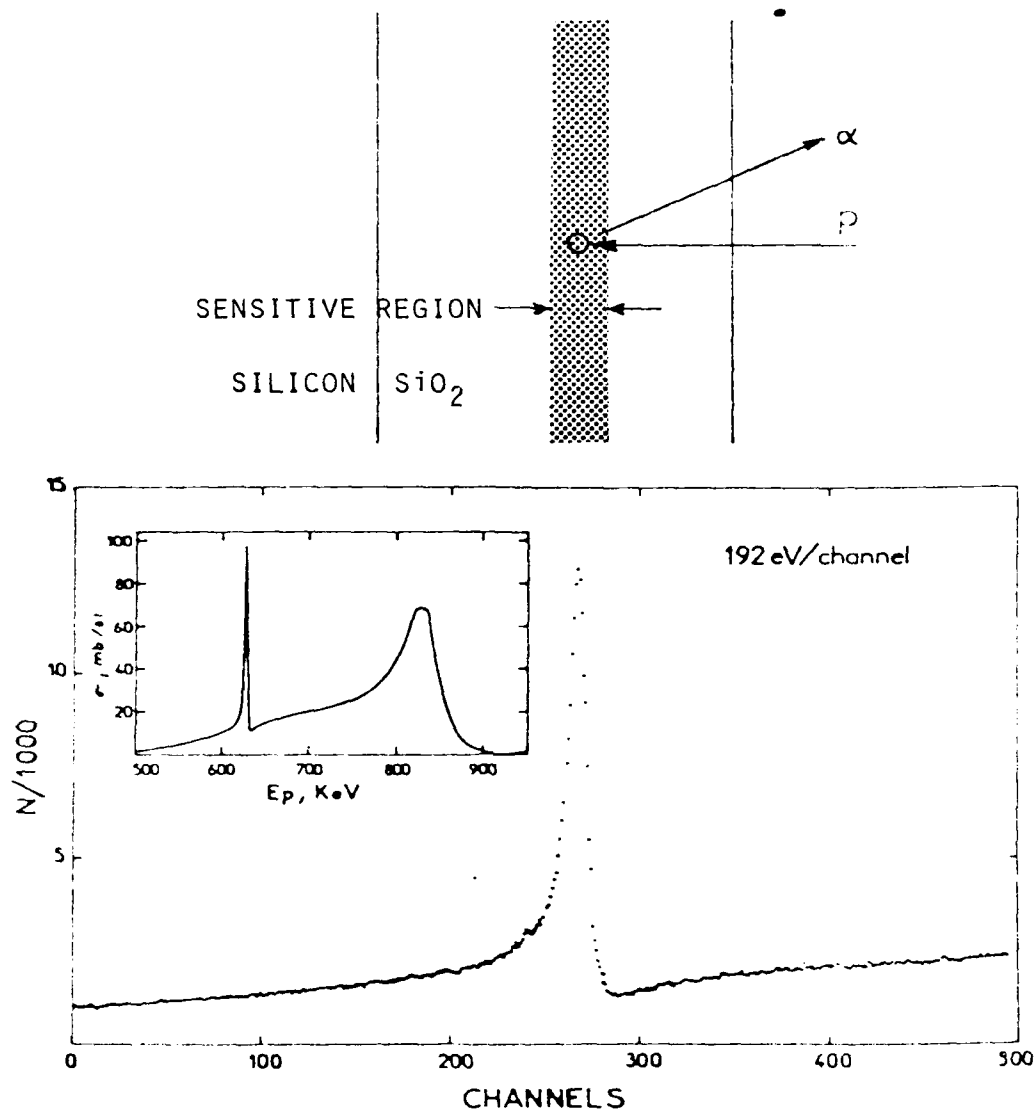 α
p
SENSITIVE REGION
SILICON SiO2
15
10
5
N/1000
192 eV/channel
100
80
60
40
20
500 600 700 800 900
Ep, KeV
0 100 200 300 400 500
CHANNELS